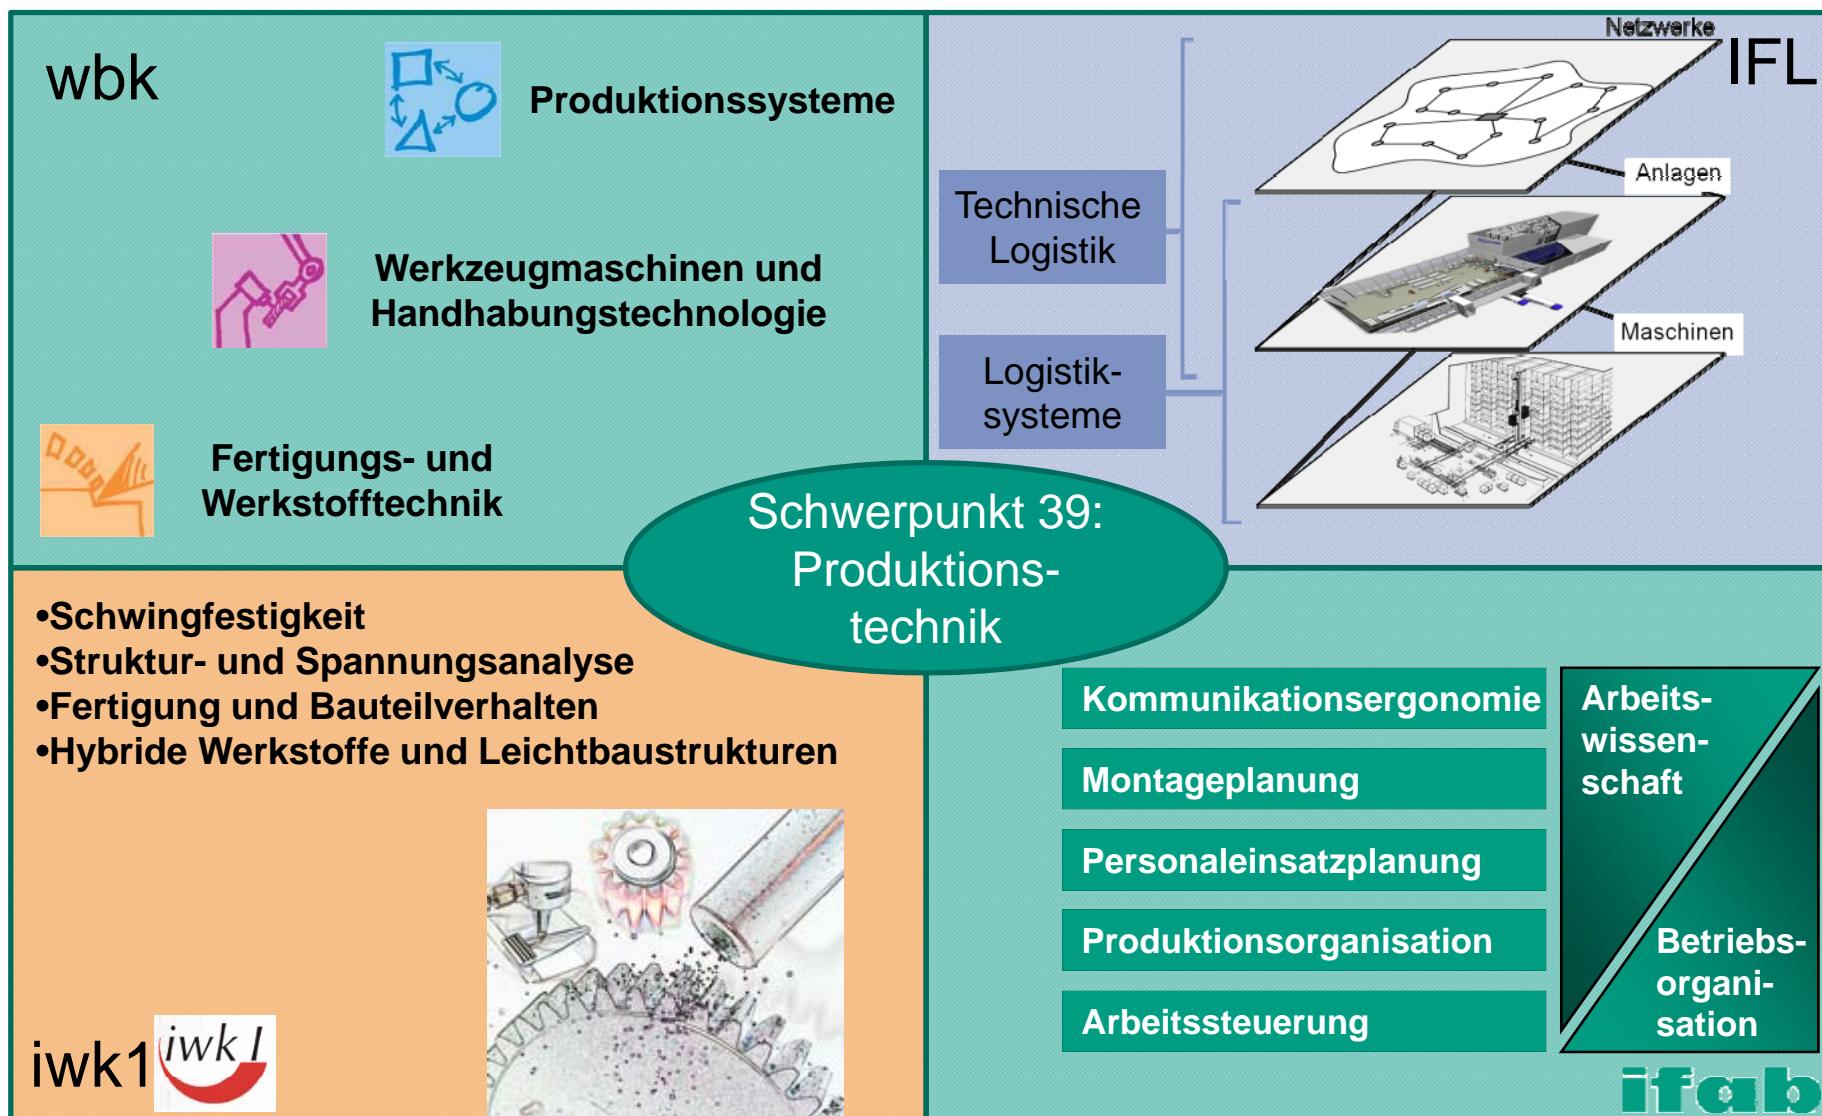 wbk
Produktionssysteme
Werkzeugmaschinen und
Handhabungstechnologie
Fertigungs- und
Werkstofftechnik
Netzwerke
IFL
Anlagen
Technische
Logistik
Maschinen
Logistik-
systeme
Schwerpunkt 39:
Produktions-
technik
•Schwingfestigkeit
•Struktur- und Spannungsanalyse
•Fertigung und Bauteilverhalten
•Hybride Werkstoffe und Leichtbaustrukturen
iwk1
iwk I
Kommunikationsergonomie
Montageplanung
Personaleinsatzplanung
Produktionsorganisation
Arbeitssteuerung
Arbeits-
wissen-
schaft
Betriebs-
organi-
sation
ifab